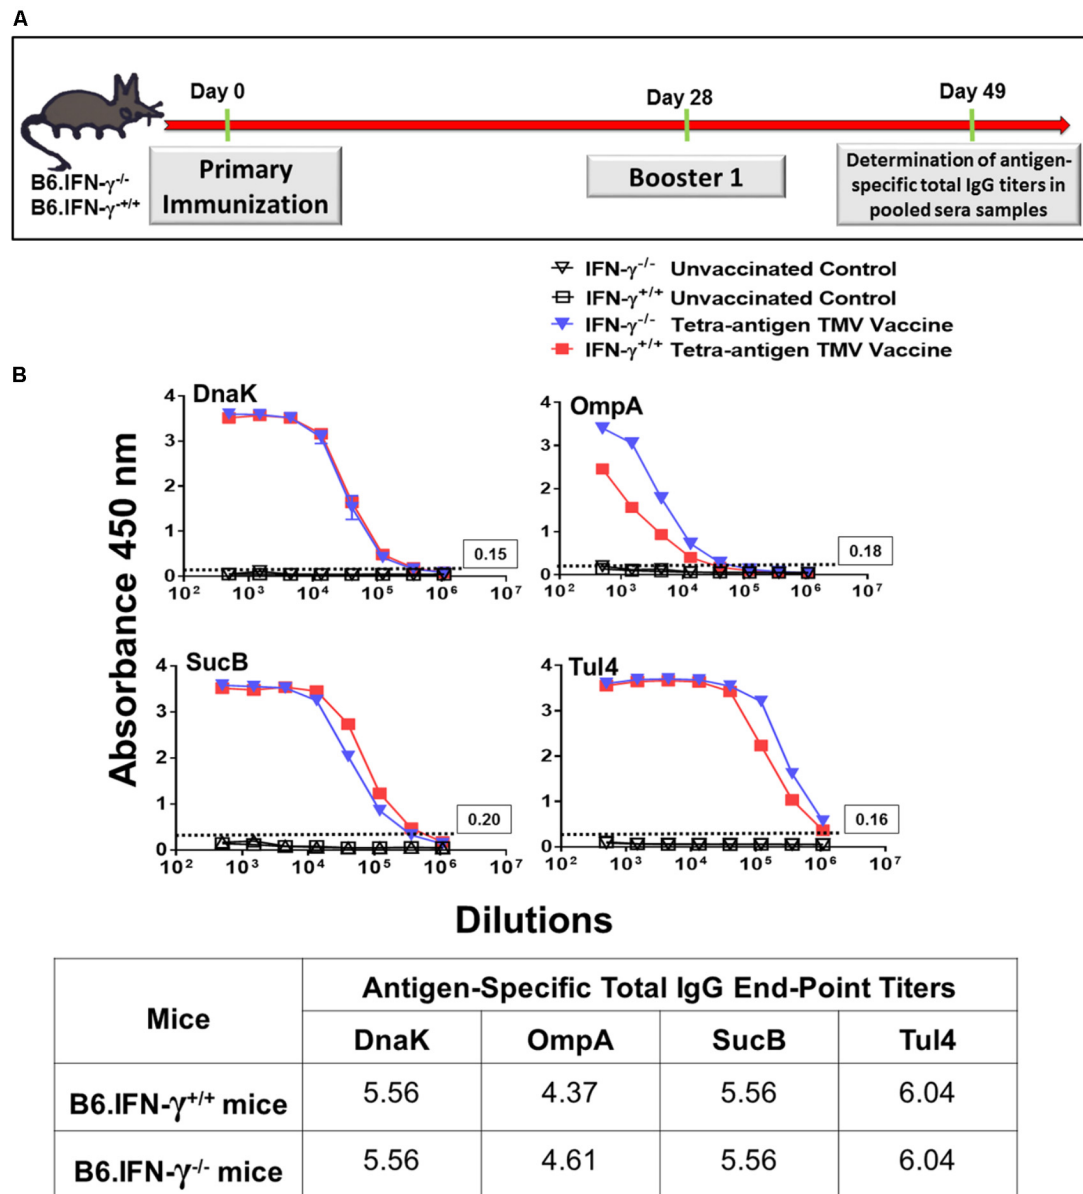 A
Day 0
Day 28
Day 49
B6.IFN-γ-/-
B6.IFN-γ-+/+
Primary
Immunization
Booster 1
Determination of antigen-
specific total IgG titers in
pooled sera samples
IFN-γ-/- Unvaccinated Control
IFN-γ+/+ Unvaccinated Control
IFN-γ-/- Tetra-antigen TMV Vaccine
IFN-γ+/+ Tetra-antigen TMV Vaccine
B
Absorbance 450 nm
DnaK
4
3
2
1
0
0.15
10² 10³ 10⁴ 10⁵ 10⁶ 10⁷
OmpA
4
3
2
1
0
0.18
10² 10³ 10⁴ 10⁵ 10⁶ 10⁷
SucB
4
3
2
1
0
0.20
10² 10³ 10⁴ 10⁵ 10⁶ 10⁷
Tul4
4
3
2
1
0
0.16
10² 10³ 10⁴ 10⁵ 10⁶ 10⁷
Dilutions
Mice
Antigen-Specific Total IgG End-Point Titers
DnaK OmpA SucB Tul4
B6.IFN-γ+/+ mice 5.56 4.37 5.56 6.04
B6.IFN-γ-/- mice 5.56 4.61 5.56 6.04